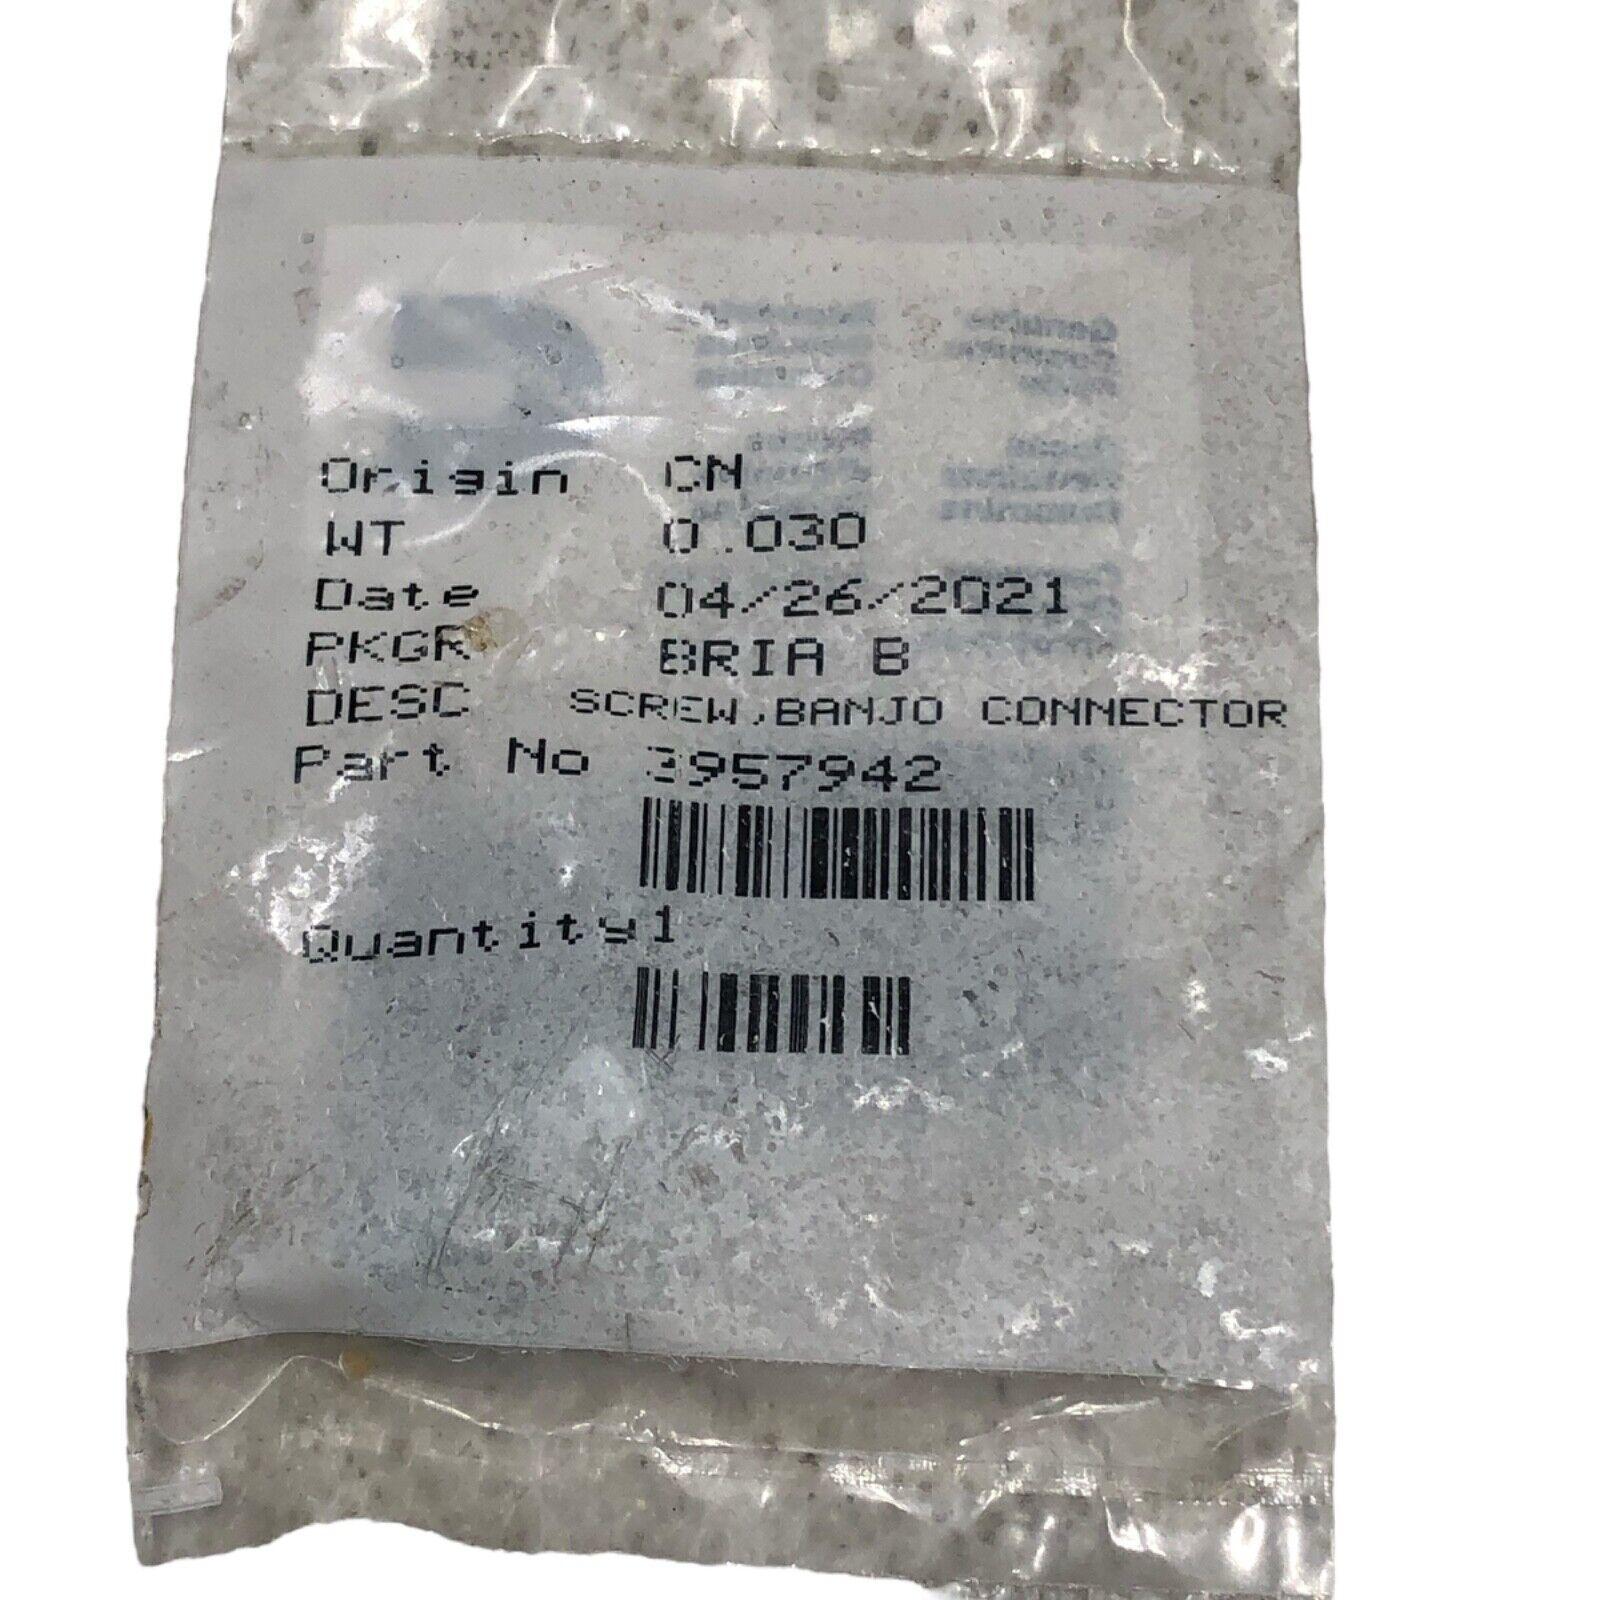 Origin CN
WT 0.030
Date 04/26/2021
PKGR BRIA B
DESC SCREW,BANJO CONNECTOR
Part No 3957942
Quantity1